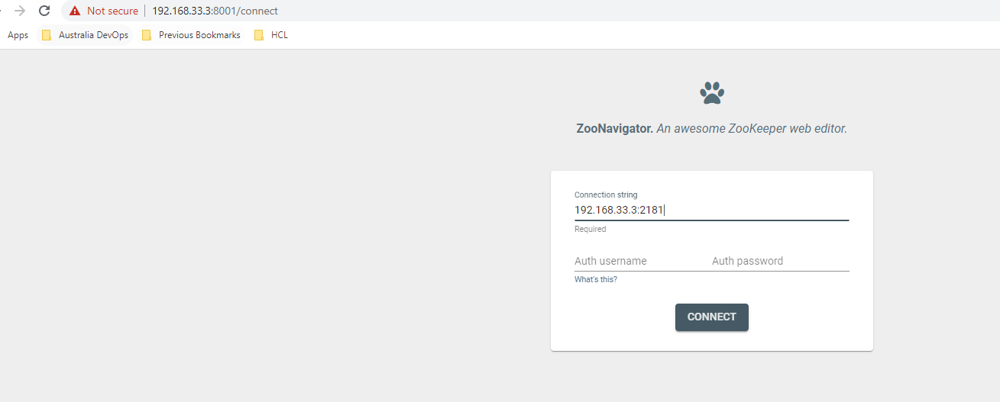 Not secure 192.168.33.3:8001/connect
Apps Australia DevOps Previous Bookmarks HCL
ZooNavigator. An awesome ZooKeeper web editor.
Connection string
192.168.33.3:2181
Required
Auth username Auth password
What's this?
CONNECT